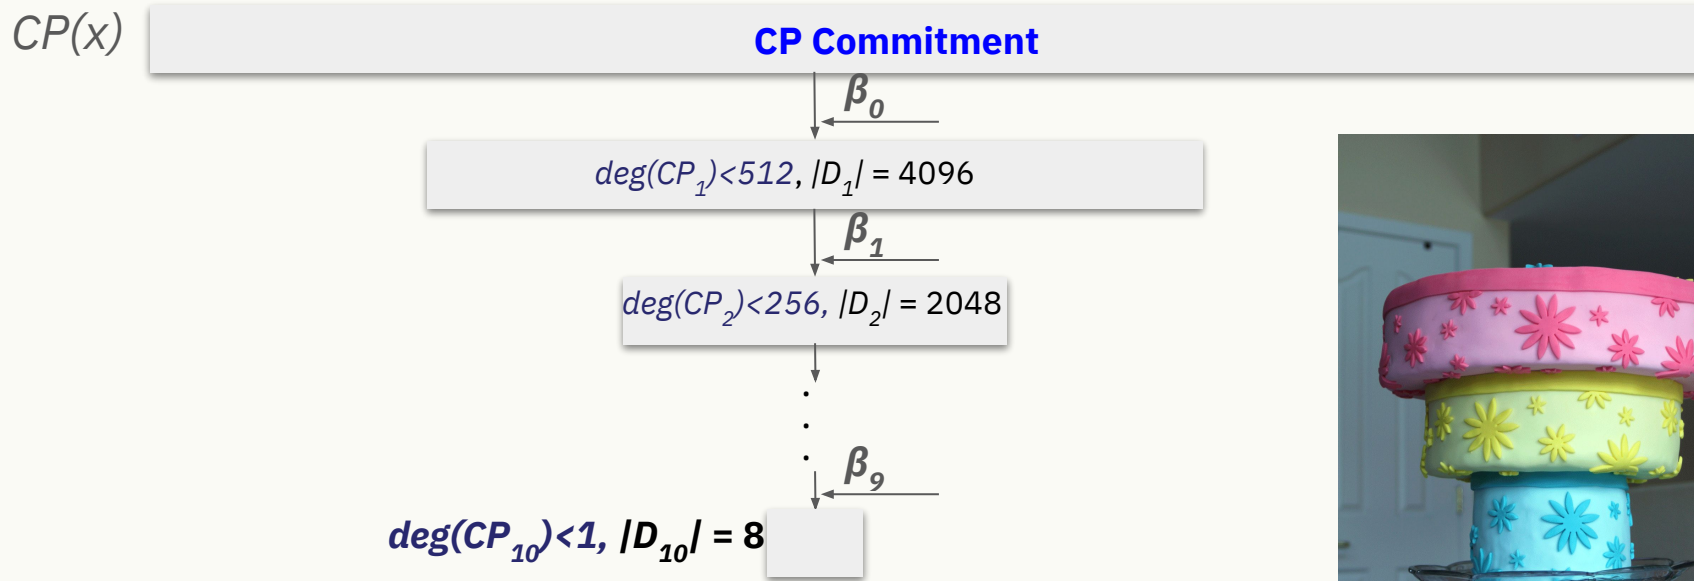 CP(x)
CP Commitment
β0
deg(CP1)<512, |D1| = 4096
β1
deg(CP2)<256, |D2| = 2048
.
.
.
β9
deg(CP10)<1, |D10| = 8